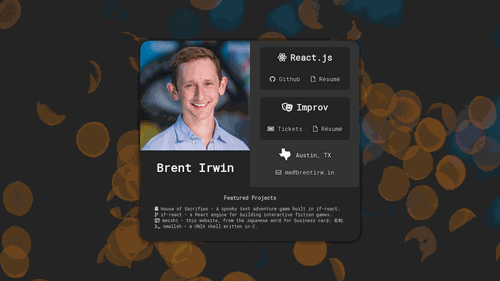 React.js
Github Résumé
Improv
Tickets Résumé
Austin, TX
me@brentirw.in
Brent Irwin
Featured Projects
House of Sacrifice - A spooky text adventure game built in if-react.
if-react - a React engine for building interactive fiction games.
meishi - this website, from the Japanese word for business card: 名刺.
smallsh - a UNIX shell written in C.